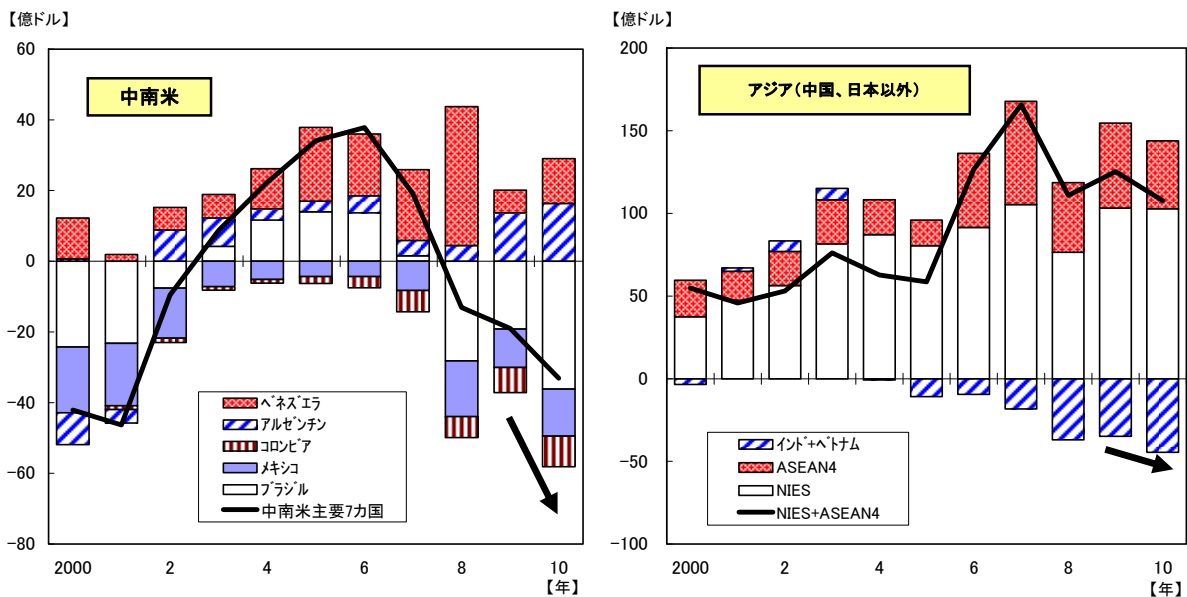 【億ドル】
中南米
60
40
20
0
-20
-40
-60
-80
ﾍﾞﾈｽﾞｴﾗ
ｱﾙｾﾞﾝﾁﾝ
ｺﾛﾝﾋﾞｱ
ﾒｷｼｺ
ﾌﾞﾗｼﾞﾙ
中南米主要7カ国
2000 2 4 6 8 10
【年】
【億ドル】
アジア（中国、日本以外）
200
150
100
50
0
-50
-100
ｲﾝﾄﾞ+ﾍﾞﾄﾅﾑ
ASEAN4
NIES
NIES+ASEAN4
2000 2 4 6 8 10
【年】